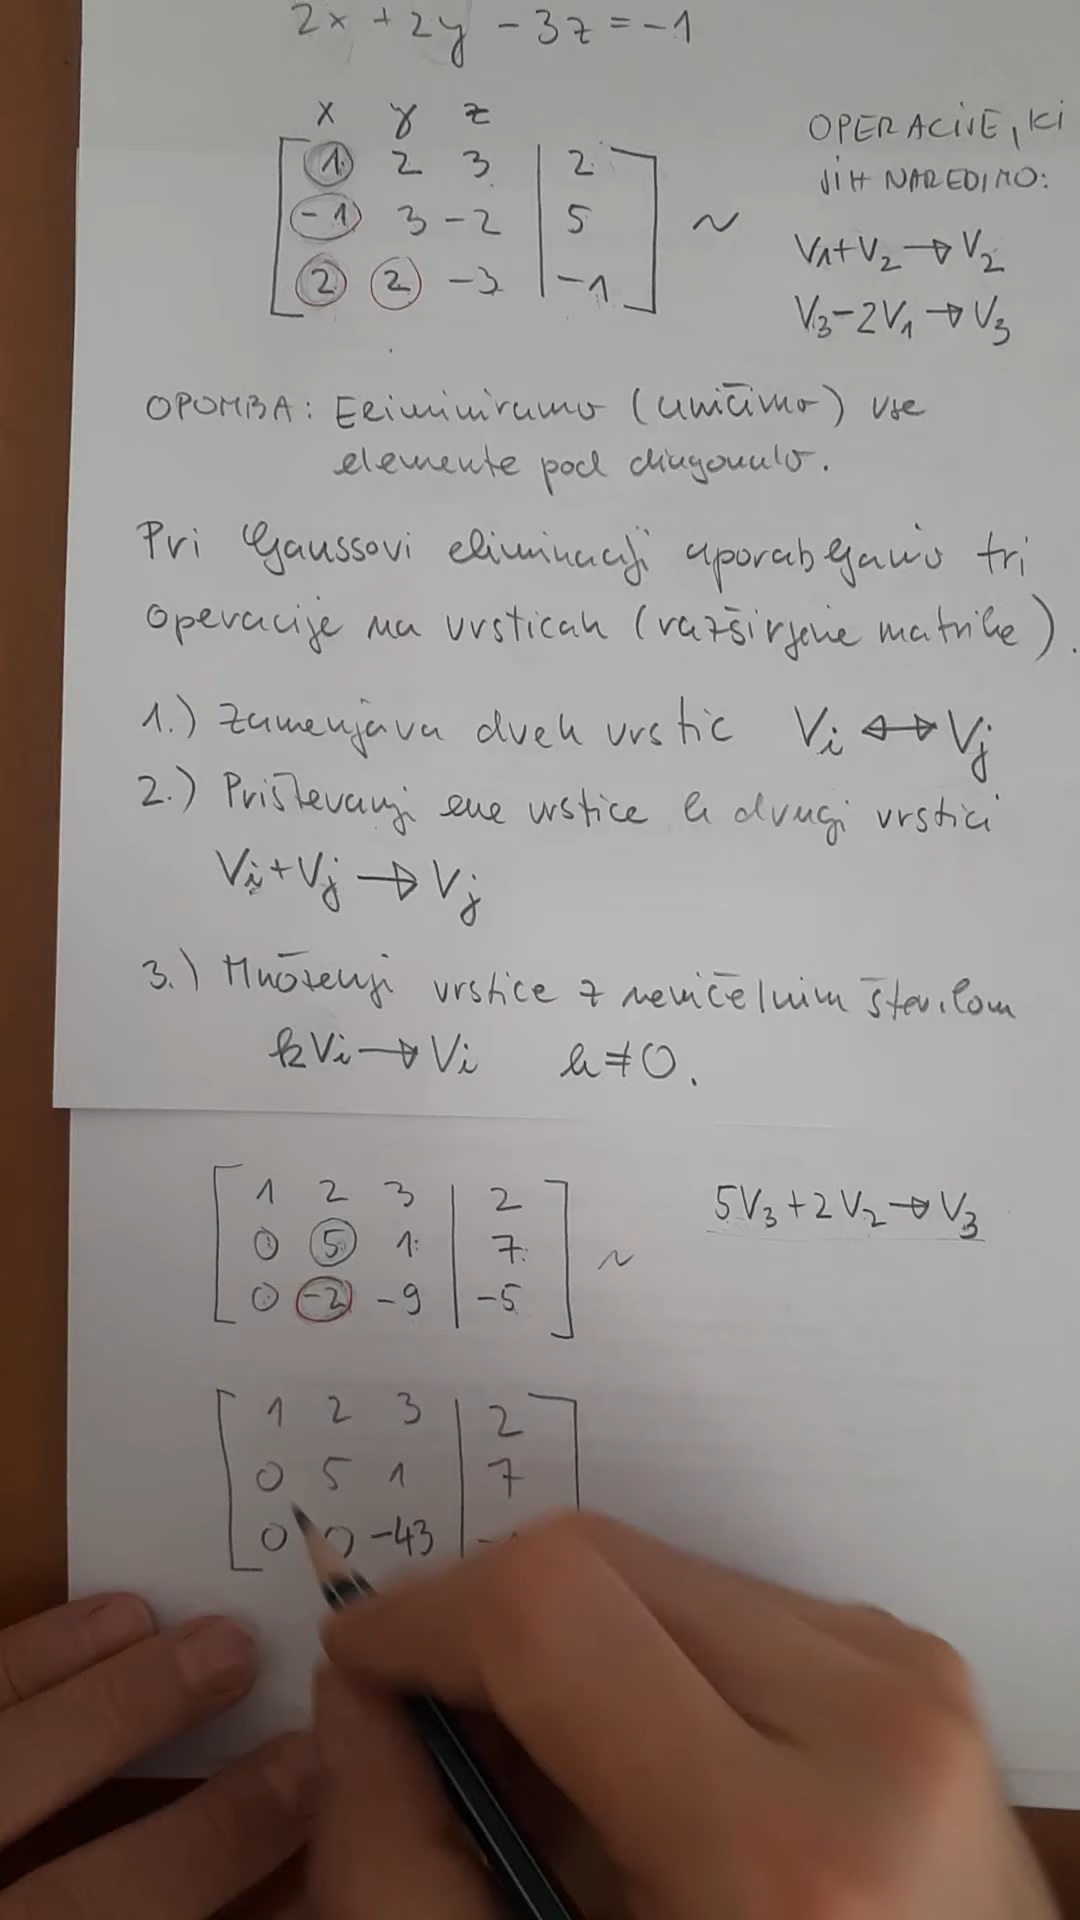 2x + 2y - 3z = -1
x y z
1 2 3 | 2
-1 3 -2 | 5 ~
2 2 -3 | -1
OPERACIJE, KI
JIH NAREDIMO:
V₁+V₂→V₂
V₃-2V₁→V₃
OPOMBA: Eliminiramo (uničimo) vse
elemente pod diagonalo.
Pri Gaussovi eliminaciji uporabljamo tri
operacije na vrsticah (razširjene matrike).
1.) Zamenjava dveh vrstic Vi ↔ Vj
2.) Prištevanje ene vrstice k drugi vrstici
Vi+Vj → Vj
3.) Množenje vrstice z neničelnim številom
kVi → Vi k≠0.
1 2 3 | 2
0 5 1 | 7 ~
0 -2 -9 | -5
5V₃+2V₂→V₃
1 2 3 | 2
0 5 1 | 7
0 0 -43 | -